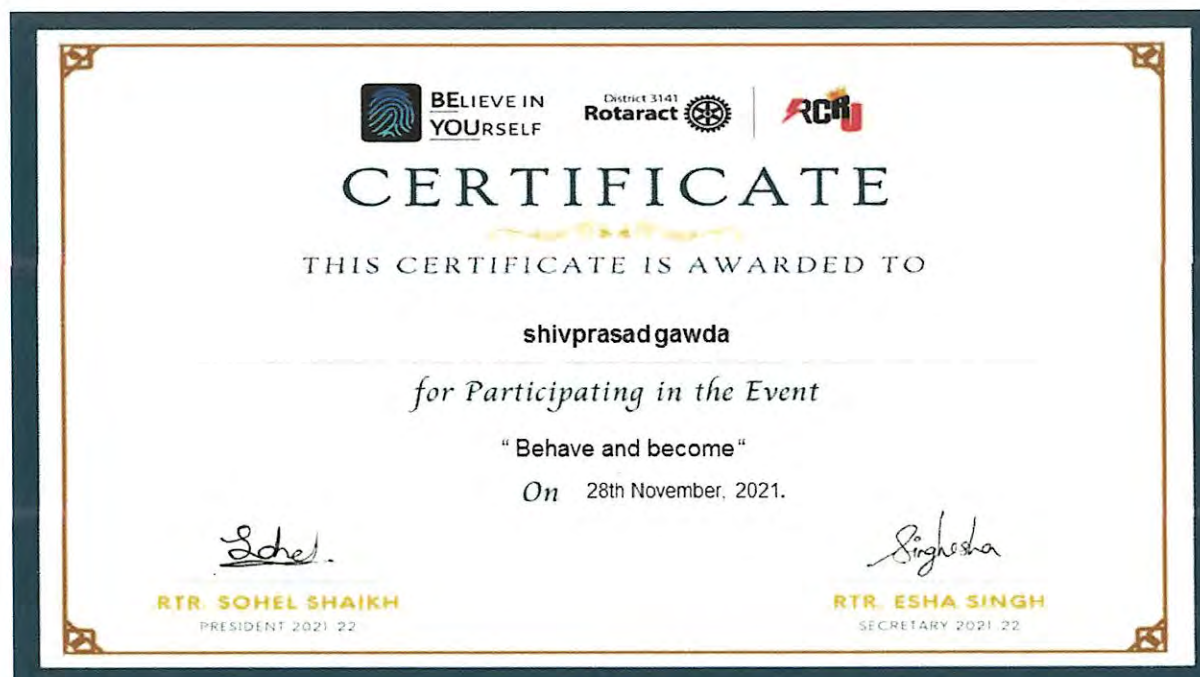 BELIEVE IN
YOURSELF
District 3141
Rotaract
RCRU
CERTIFICATE
THIS CERTIFICATE IS AWARDED TO
shivprasad gawda
for Participating in the Event
“ Behave and become“
On 28th November, 2021.
Sohel.
Singhesha
RTR. SOHEL SHAIKH
RTR. ESHA SINGH
PRESIDENT 2021-22
SECRETARY 2021-22